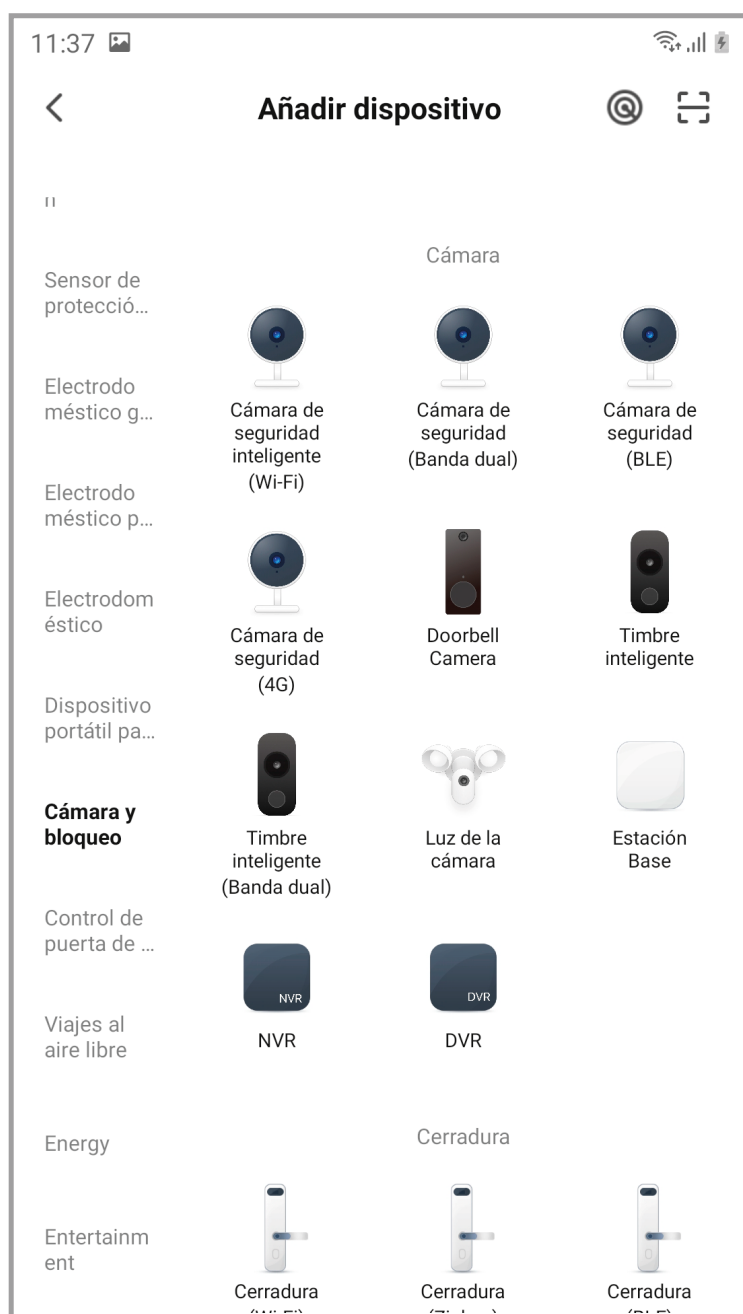 11:37
Añadir dispositivo
Sensor de
protecció...
Electrodo
méstico g...
Electrodo
méstico p...
Electrodom
éstico
Dispositivo
portátil pa...
Cámara y
bloqueo
Control de
puerta de ...
Viajes al
aire libre
Energy
Entertainm
ent
Cámara
Cámara de
seguridad
inteligente
(Wi-Fi)
Cámara de
seguridad
(Banda dual)
Cámara de
seguridad
(BLE)
Cámara de
seguridad
(4G)
Doorbell
Camera
Timbre
inteligente
Timbre
inteligente
(Banda dual)
Luz de la
cámara
Estación
Base
NVR
NVR
DVR
DVR
Cerradura
Cerradura
(Wi-Fi)
Cerradura
Cerradura
(BLE)